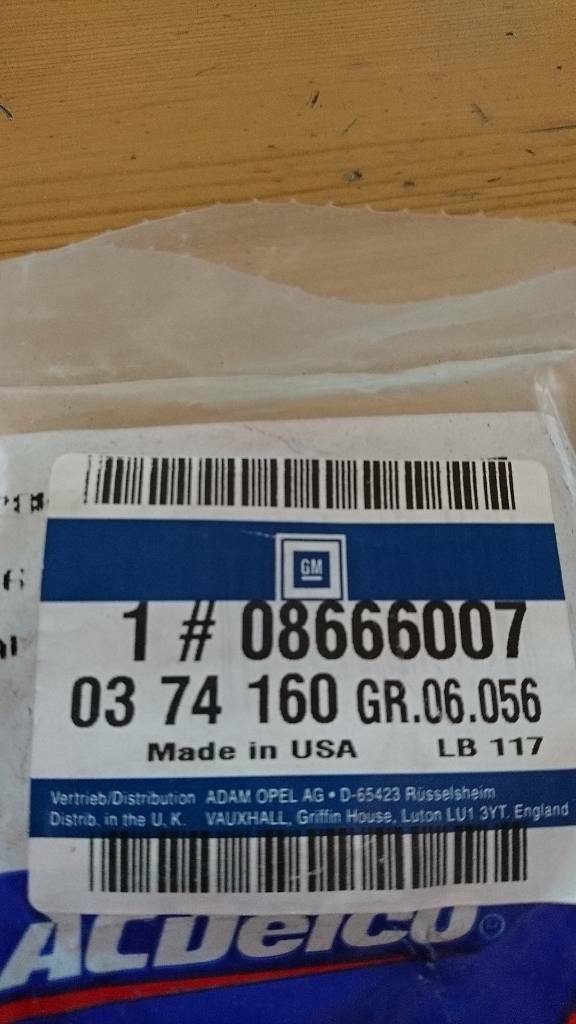 GM
1 # 08666007
03 74 160 GR.06.056
Made in USA LB 117
Vertrieb/Distribution ADAM OPEL AG • D-65423 Rüsselsheim
Distrib. in the U. K. VAUXHALL, Griffin House, Luton LU1 3YT. England
ACDelco®